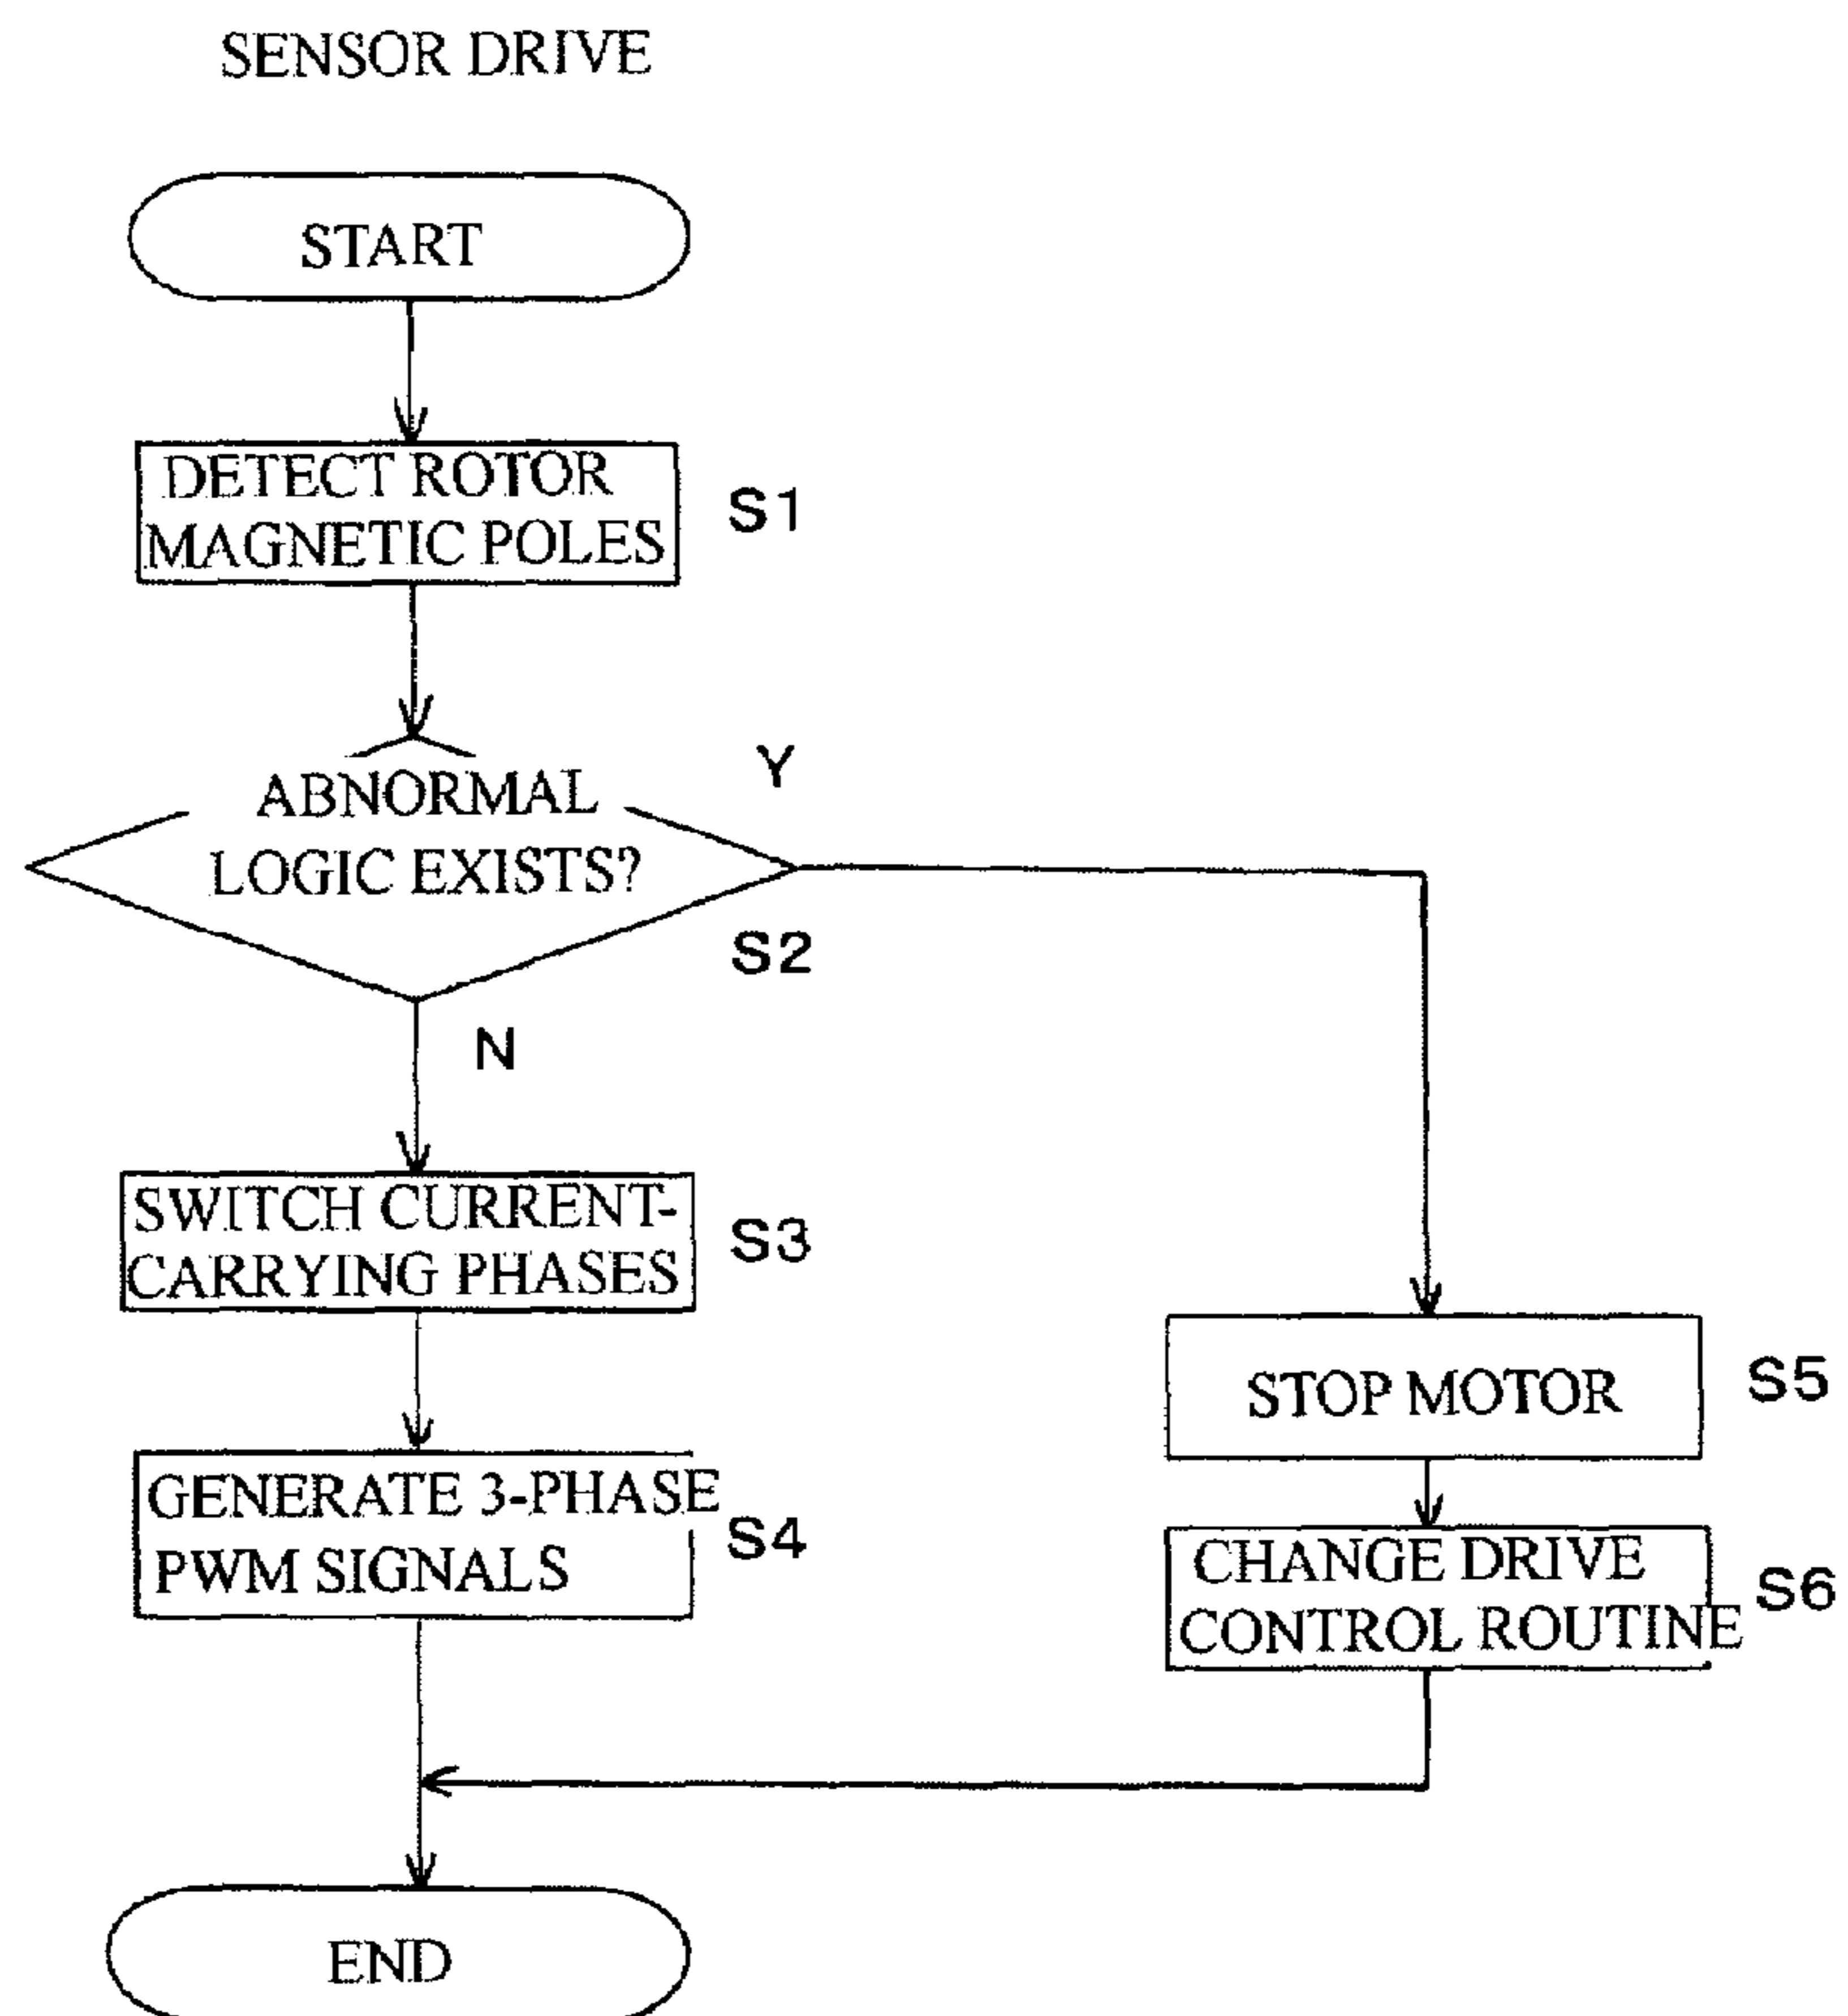 SENSOR DRIVE
START
DETECT ROTOR
MAGNETIC POLES
S1
ABNORMAL
LOGIC EXISTS?
Y
S2
N
SWITCH CURRENT-
CARRYING PHASES
S3
GENERATE 3-PHASE
PWM SIGNALS
S4
STOP MOTOR
S5
CHANGE DRIVE
CONTROL ROUTINE
S6
END